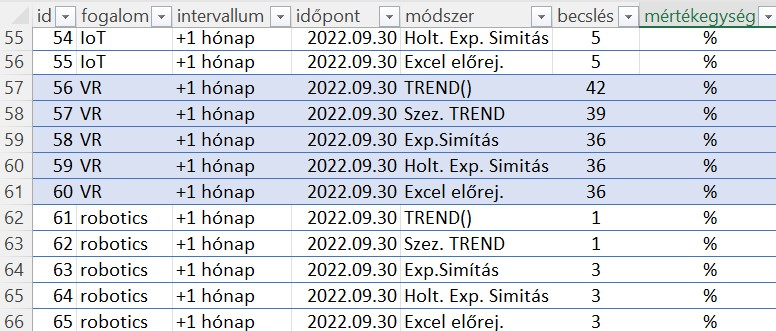 id fogalom intervallum időpont módszer becslés mértékegység
55 54 IoT +1 hónap 2022.09.30 Holt. Exp. Simitás 5 %
56 55 IoT +1 hónap 2022.09.30 Excel előrej. 5 %
57 56 VR +1 hónap 2022.09.30 TREND() 42 %
58 57 VR +1 hónap 2022.09.30 Szez. TREND 39 %
59 58 VR +1 hónap 2022.09.30 Exp.Simítás 36 %
60 59 VR +1 hónap 2022.09.30 Holt. Exp. Simitás 36 %
61 60 VR +1 hónap 2022.09.30 Excel előrej. 36 %
62 61 robotics +1 hónap 2022.09.30 TREND() 1 %
63 62 robotics +1 hónap 2022.09.30 Szez. TREND 1 %
64 63 robotics +1 hónap 2022.09.30 Exp.Simítás 3 %
65 64 robotics +1 hónap 2022.09.30 Holt. Exp. Simitás 3 %
66 65 robotics +1 hónap 2022.09.30 Excel előrej. 3 %